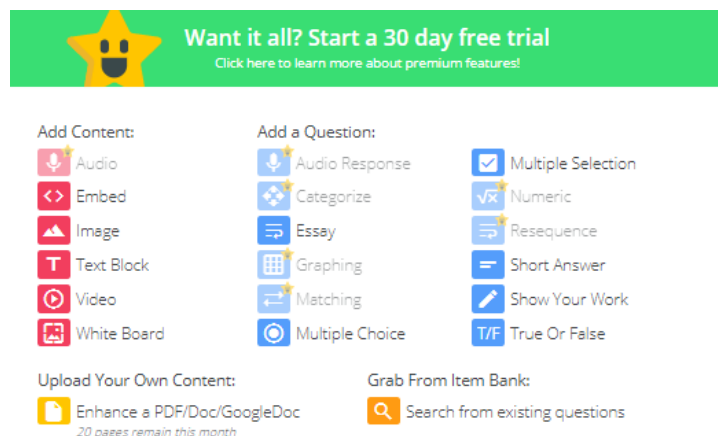 Want it all? Start a 30 day free trial
Click here to learn more about premium features!
Add Content:
Audio
Embed
Image
T Text Block
Video
White Board
Add a Question:
Audio Response
Categorize
Essay
Graphing
Matching
Multiple Choice
Multiple Selection
√x Numeric
Resequence
Short Answer
Show Your Work
T/F True Or False
Upload Your Own Content:
Enhance a PDF/Doc/GoogleDoc
20 pages remain this month
Grab From Item Bank:
Search from existing questions